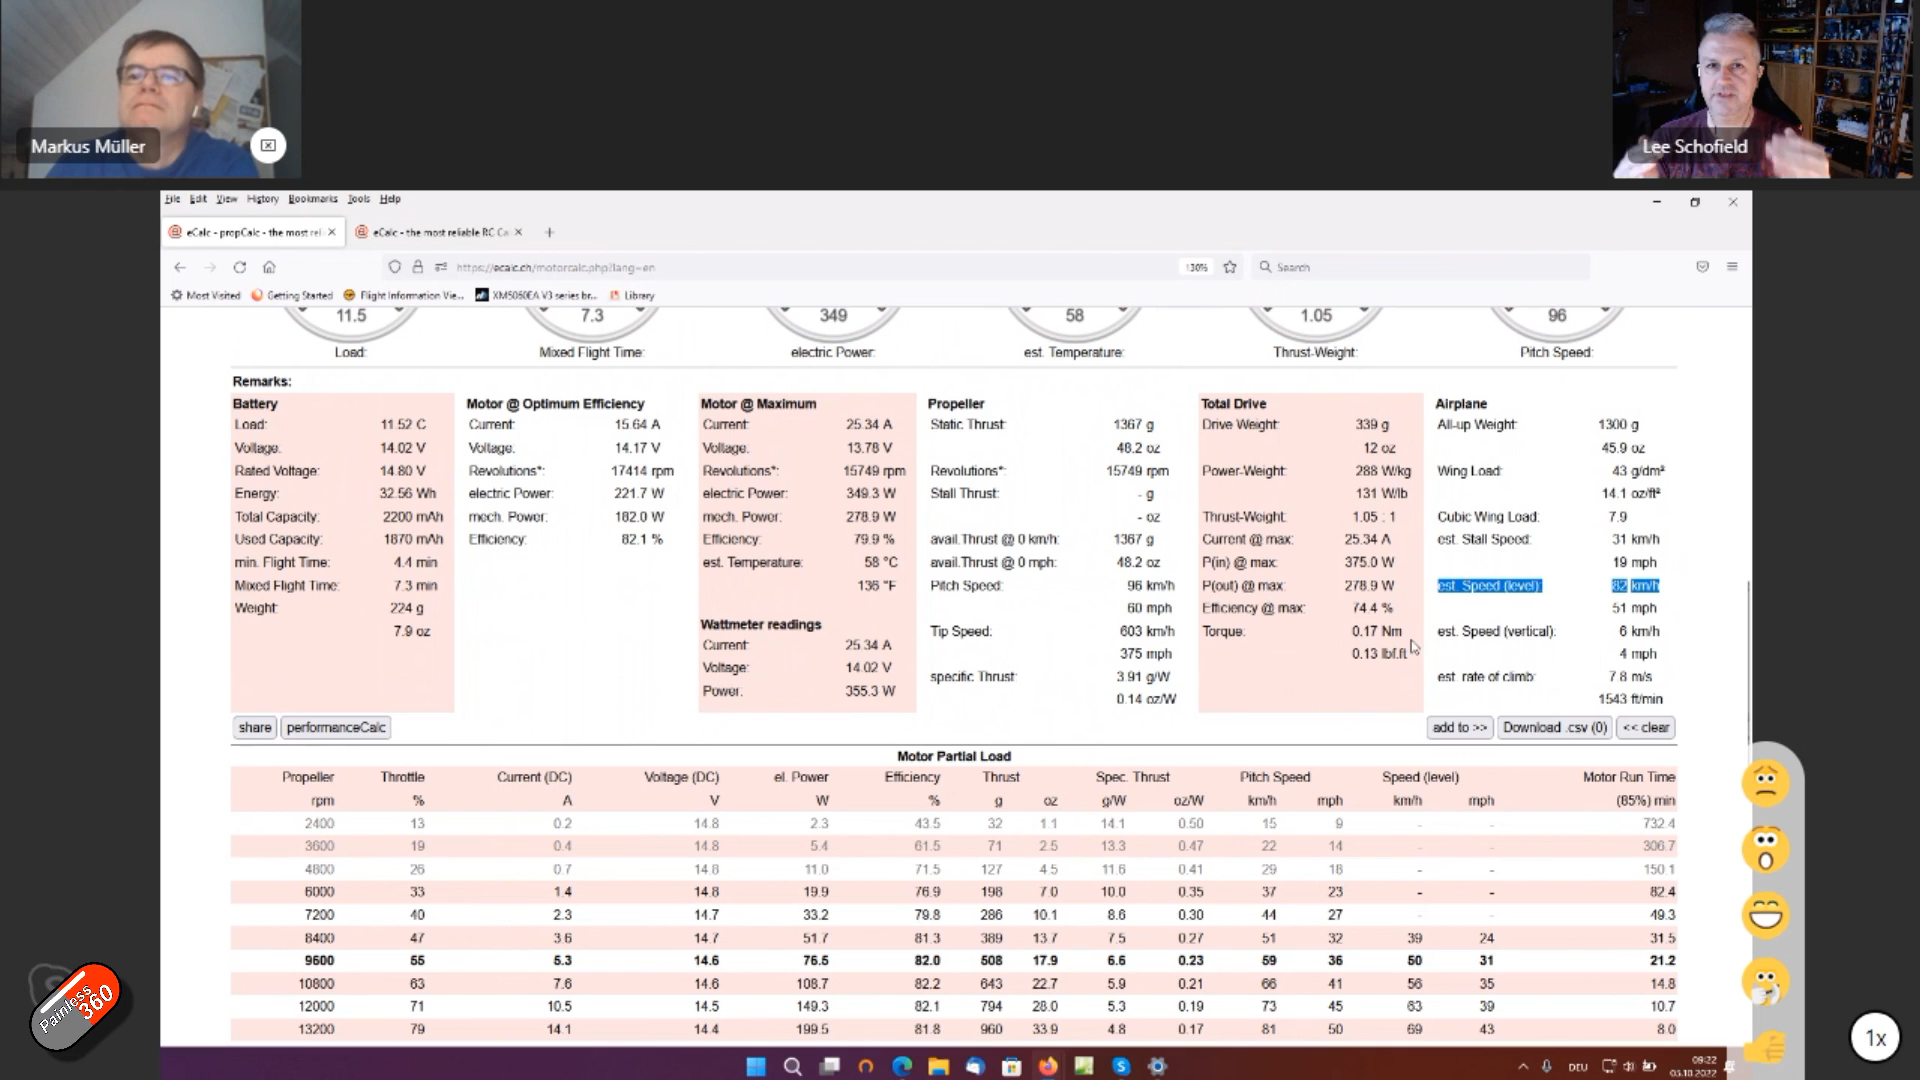 Markus Müller
Lee Schofield
File Edit View History Bookmarks Tools Help
eCalc - propCalc - the most reli
eCalc - the most reliable RC Ca
https://ecalc.ch/motorcalc.php?lang=en
130%
Search
Most Visited
Getting Started
Flight Information Vie...
XM5050EA V3 series br...
Library
11.5 7.3 349 58 1.05 96
Load: Mixed Flight Time: electric Power: est. Temperature: Thrust-Weight: Pitch Speed:
Remarks:
Battery
Load: 11.52 C
Voltage: 14.02 V
Rated Voltage: 14.80 V
Energy: 32.56 Wh
Total Capacity: 2200 mAh
Used Capacity: 1870 mAh
min. Flight Time: 4.4 min
Mixed Flight Time: 7.3 min
Weight: 224 g
7.9 oz
Motor @ Optimum Efficiency
Current: 15.64 A
Voltage: 14.17 V
Revolutions*: 17414 rpm
electric Power: 221.7 W
mech. Power: 182.0 W
Efficiency: 82.1 %
Motor @ Maximum
Current: 25.34 A
Voltage: 13.78 V
Revolutions*: 15749 rpm
electric Power: 349.3 W
mech. Power: 278.9 W
Efficiency: 79.9 %
est. Temperature: 58 °C
136 °F
Wattmeter readings
Current: 25.34 A
Voltage: 14.02 V
Power: 355.3 W
Propeller
Static Thrust: 1367 g
48.2 oz
Revolutions*: 15749 rpm
Stall Thrust: - g
- oz
avail.Thrust @ 0 km/h: 1367 g
avail.Thrust @ 0 mph: 48.2 oz
Pitch Speed: 96 km/h
60 mph
Tip Speed: 603 km/h
375 mph
specific Thrust: 3.91 g/W
0.14 oz/W
Total Drive
Drive Weight: 339 g
12 oz
Power-Weight: 288 W/kg
131 W/lb
Thrust-Weight: 1.05 : 1
Current @ max: 25.34 A
P(in) @ max: 375.0 W
P(out) @ max: 278.9 W
Efficiency @ max: 74.4 %
Torque: 0.17 Nm
0.13 lbf.ft
Airplane
All-up Weight: 1300 g
45.9 oz
Wing Load: 43 g/dm²
14.1 oz/ft²
Cubic Wing Load: 7.9
est. Stall Speed: 31 km/h
19 mph
est. Speed (level): 82 km/h
51 mph
est. Speed (vertical): 6 km/h
4 mph
est. rate of climb: 7.8 m/s
1543 ft/min
share performanceCalc add to >> Download .csv (0) << clear
Motor Partial Load
Propeller Throttle Current (DC) Voltage (DC) el. Power Efficiency Thrust Spec. Thrust Pitch Speed Speed (level) Motor Run Time
rpm % A V W % g oz g/W oz/W km/h mph km/h mph (85%) min
2400 13 0.2 14.8 2.3 43.5 32 1.1 14.1 0.50 15 9 - - 732.4
3600 19 0.4 14.8 5.4 61.5 71 2.5 13.3 0.47 22 14 - - 306.7
4800 26 0.7 14.8 11.0 71.5 127 4.5 11.6 0.41 29 18 - - 150.1
6000 33 1.4 14.8 19.9 76.9 198 7.0 10.0 0.35 37 23 - - 82.4
7200 40 2.3 14.7 33.2 79.8 286 10.1 8.6 0.30 44 27 - - 49.3
8400 47 3.6 14.7 51.7 81.3 389 13.7 7.5 0.27 51 32 39 24 31.5
9600 55 5.3 14.6 76.5 82.0 508 17.9 6.6 0.23 59 36 50 31 21.2
10800 63 7.6 14.6 108.7 82.2 643 22.7 5.9 0.21 66 41 56 35 14.8
12000 71 10.5 14.5 149.3 82.1 794 28.0 5.3 0.19 73 45 63 39 10.7
13200 79 14.1 14.4 199.5 81.8 960 33.9 4.8 0.17 81 50 69 43 8.0
Painless 360
1x
DEU
09:22
03.10.2022